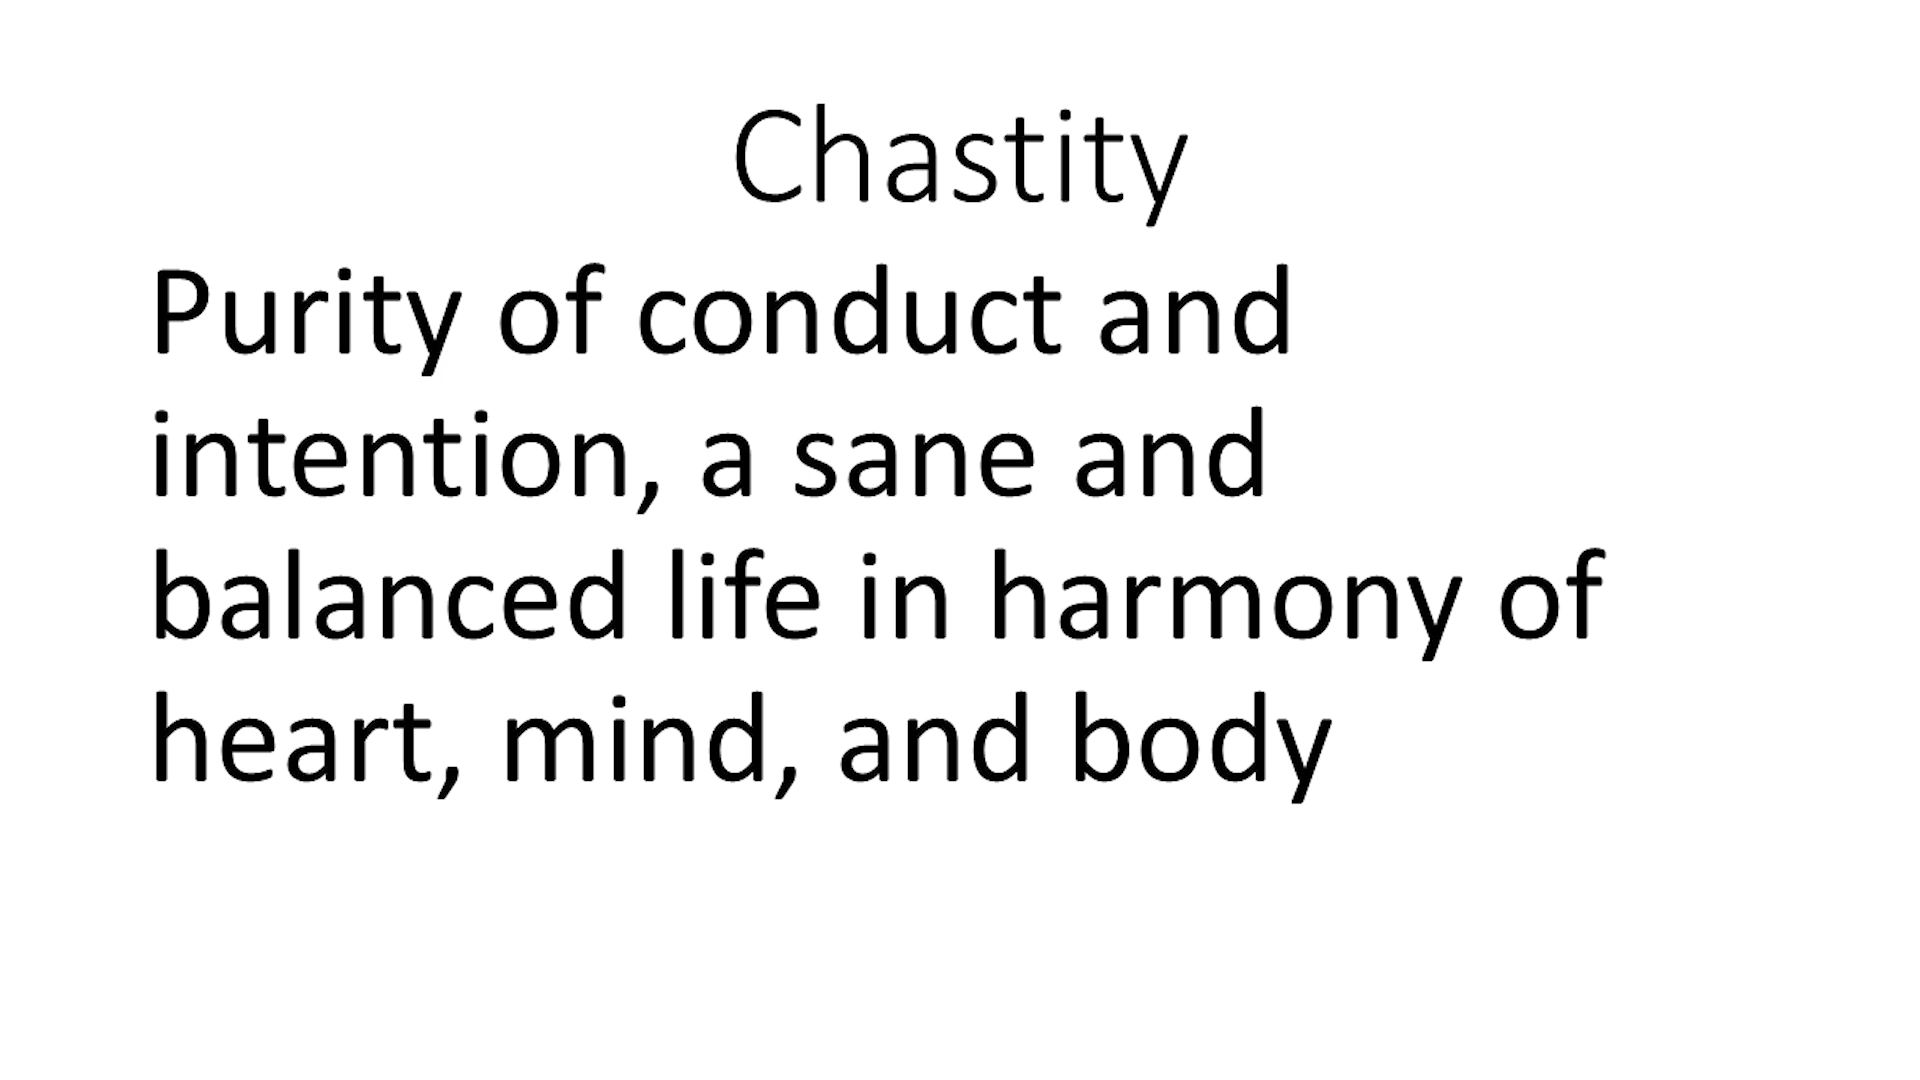 Chastity
Purity of conduct and
intention, a sane and
balanced life in harmony of
heart, mind, and body